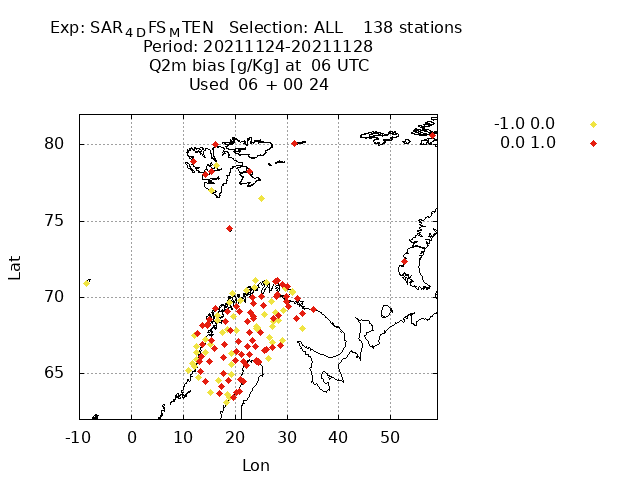 Exp: SAR4DFSMTEN Selection: ALL 138 stations
Period: 20211124-20211128
Q2m bias [g/Kg] at 06 UTC
Used 06 + 00 24
-1.0 0.0
0.0 1.0
80
75
70
65
-10 0 10 20 30 40 50
Lat
Lon